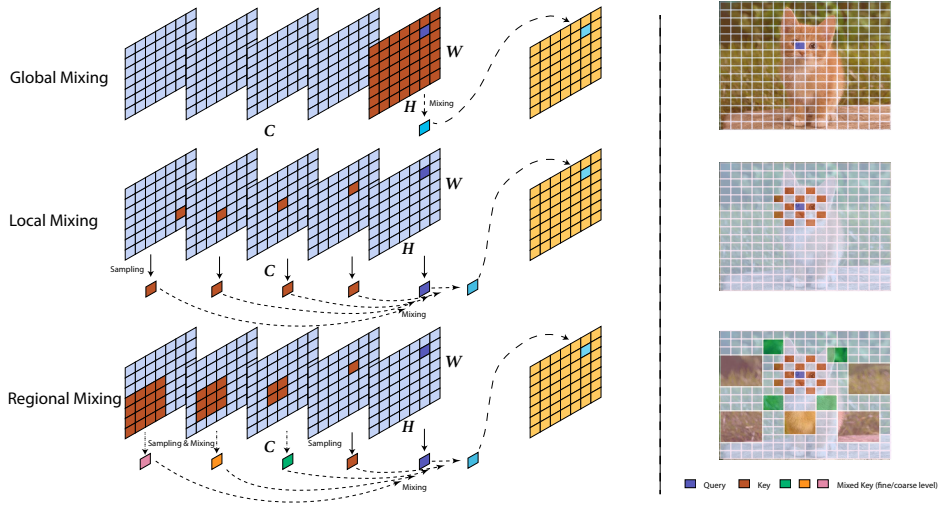 Global Mixing
W
H
Mixing
C
Local Mixing
W
H
Sampling
C
Mixing
Regional Mixing
W
H
Sampling & Mixing
C
Sampling
Mixing
Query
Key
Mixed Key (fine/coarse level)